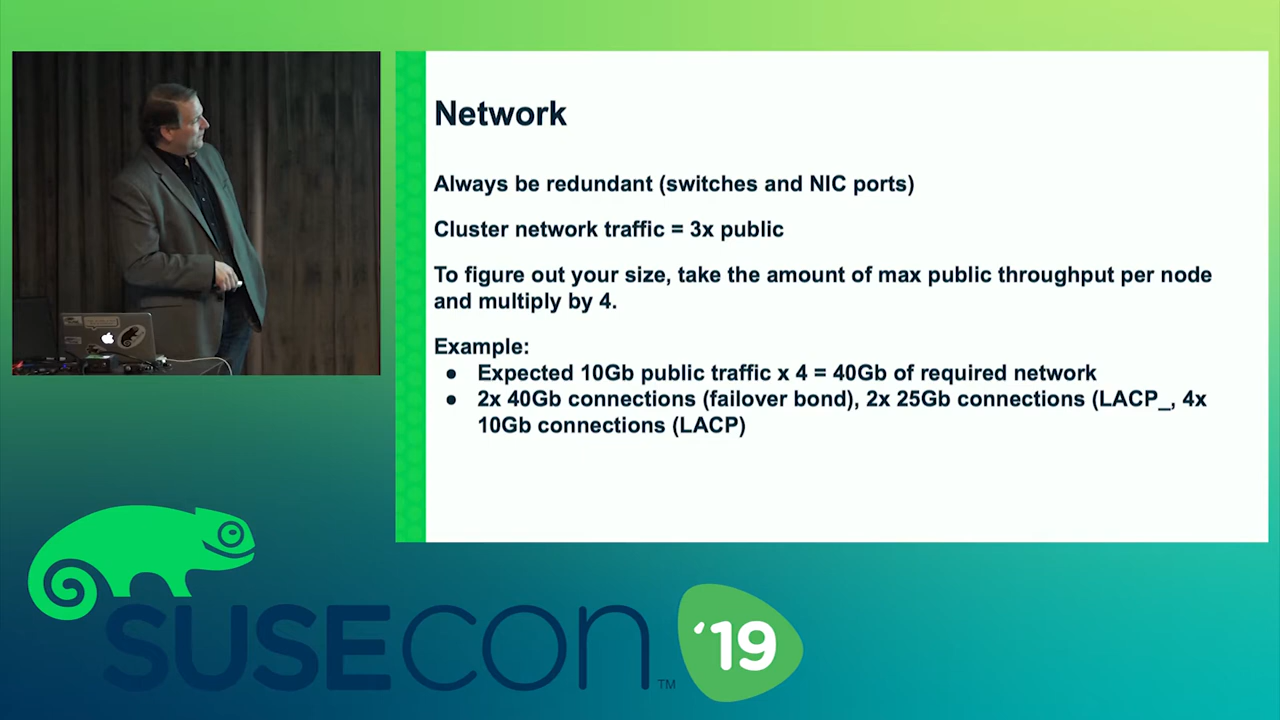 Network
Always be redundant (switches and NIC ports)
Cluster network traffic = 3x public
To figure out your size, take the amount of max public throughput per node
and multiply by 4.
Example:
● Expected 10Gb public traffic x 4 = 40Gb of required network
● 2x 40Gb connections (failover bond), 2x 25Gb connections (LACP_, 4x
10Gb connections (LACP)
SUSECON
TM
'19